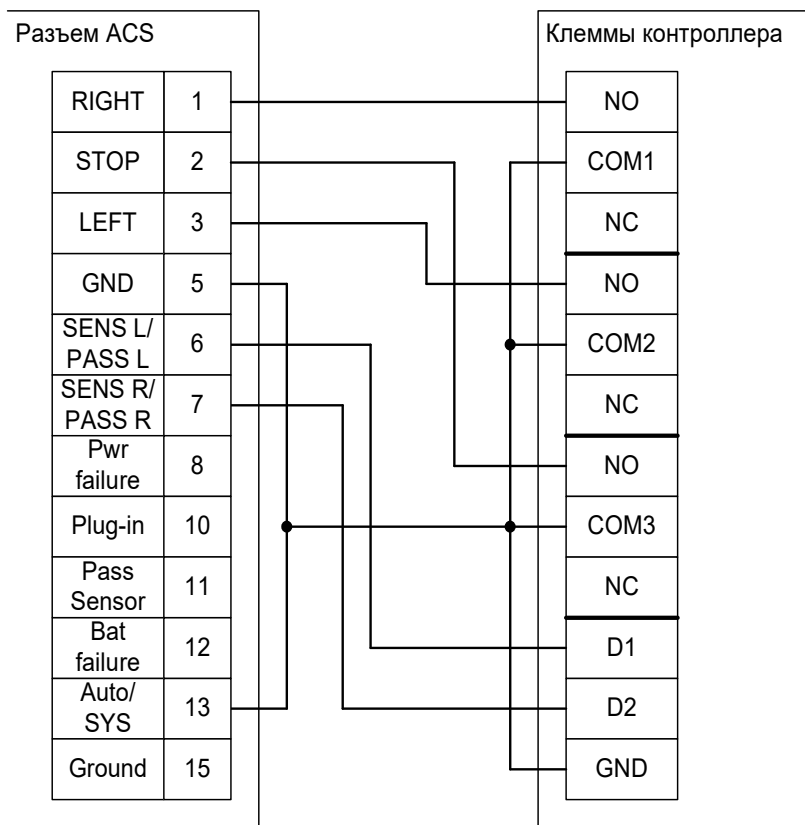 Разъем ACS
RIGHT 1
STOP 2
LEFT 3
GND 5
SENS L/
PASS L 6
SENS R/
PASS R 7
Pwr
failure 8
Plug-in 10
Pass
Sensor 11
Bat
failure 12
Auto/
SYS 13
Ground 15
Клеммы контроллера
NO
COM1
NC
NO
COM2
NC
NO
COM3
NC
D1
D2
GND